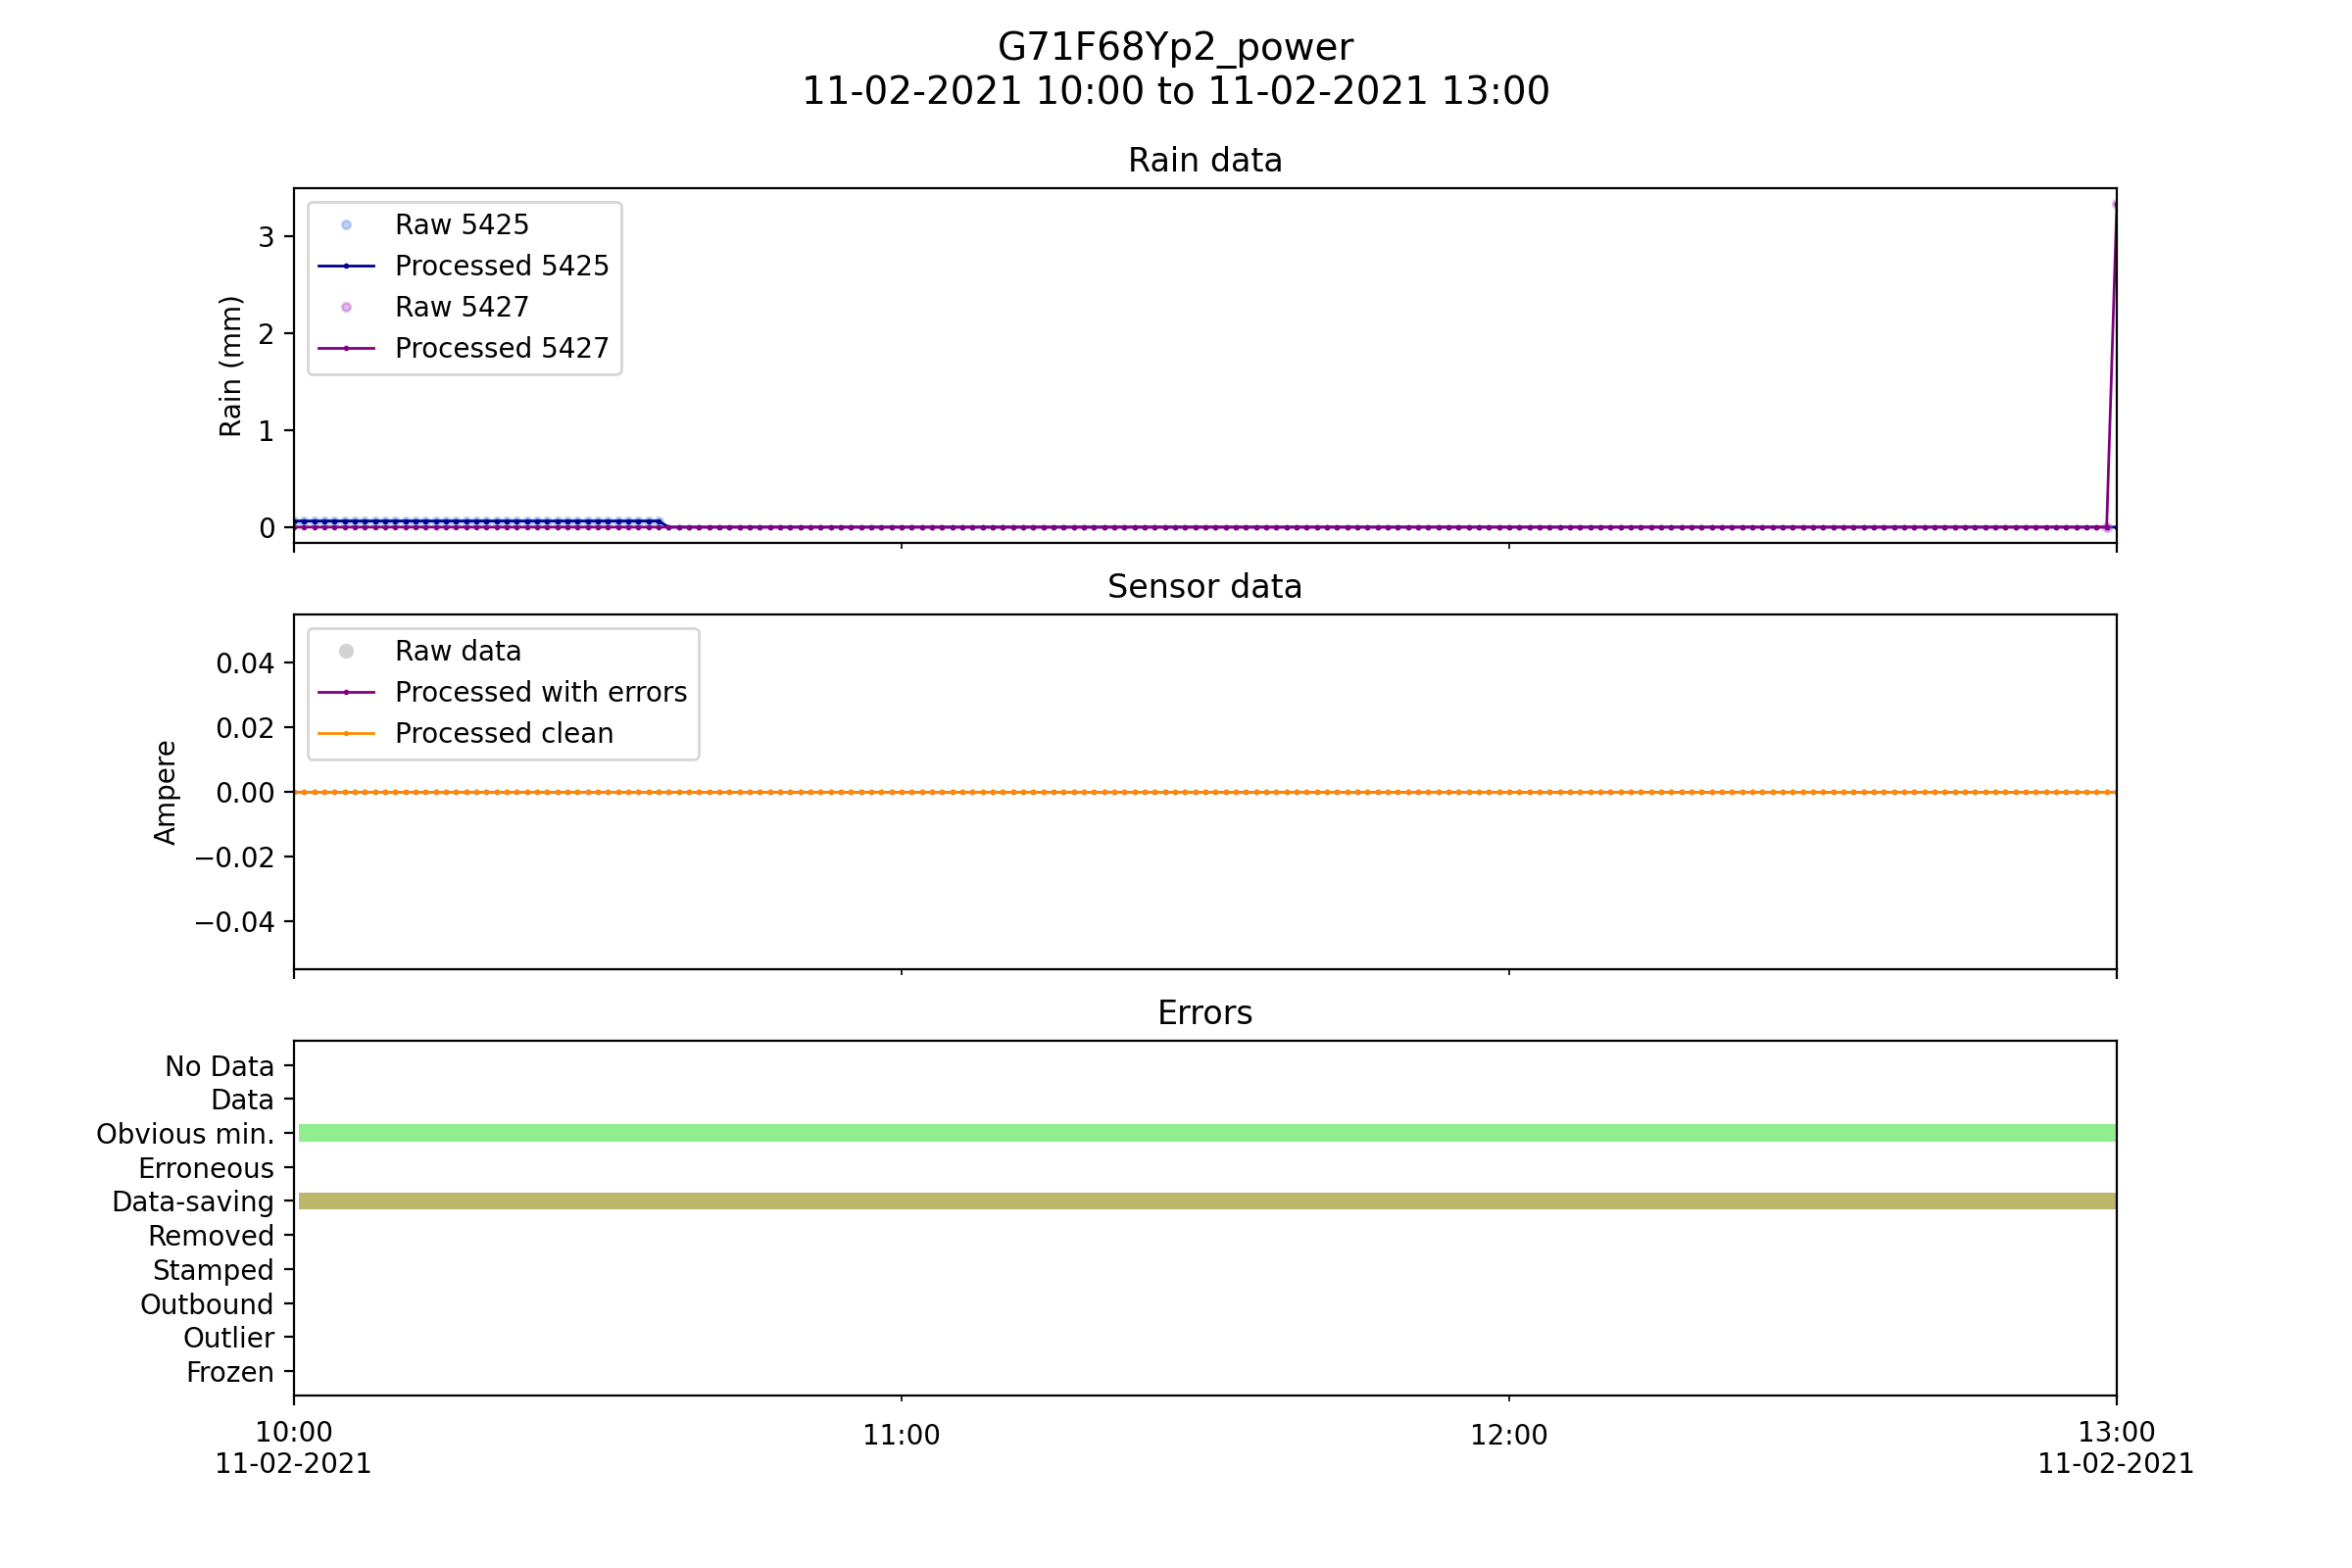 G71F68Yp2_power
11-02-2021 10:00 to 11-02-2021 13:00
Rain data
Rain (mm)
3
2
1
0
Raw 5425
Processed 5425
Raw 5427
Processed 5427
Sensor data
Ampere
0.04
0.02
0.00
−0.02
−0.04
Raw data
Processed with errors
Processed clean
Errors
No Data
Data
Obvious min.
Erroneous
Data-saving
Removed
Stamped
Outbound
Outlier
Frozen
10:00
11-02-2021
11:00
12:00
13:00
11-02-2021